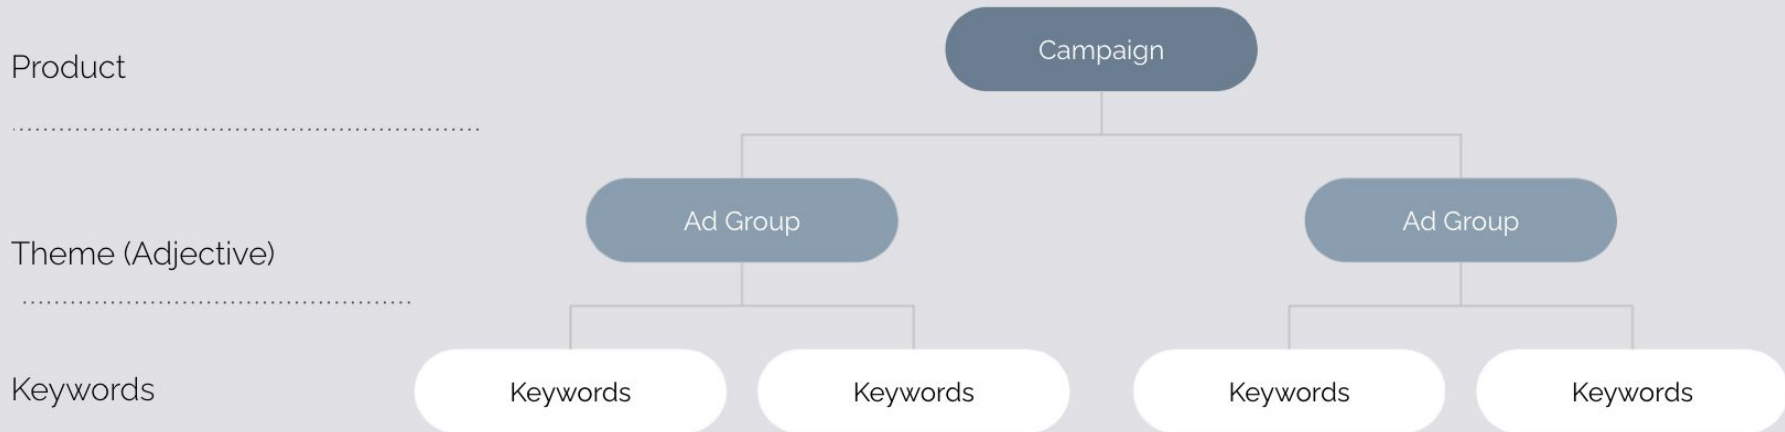 Campaign
Product
Ad Group
Ad Group
Theme (Adjective)
Keywords
Keywords
Keywords
Keywords
Keywords